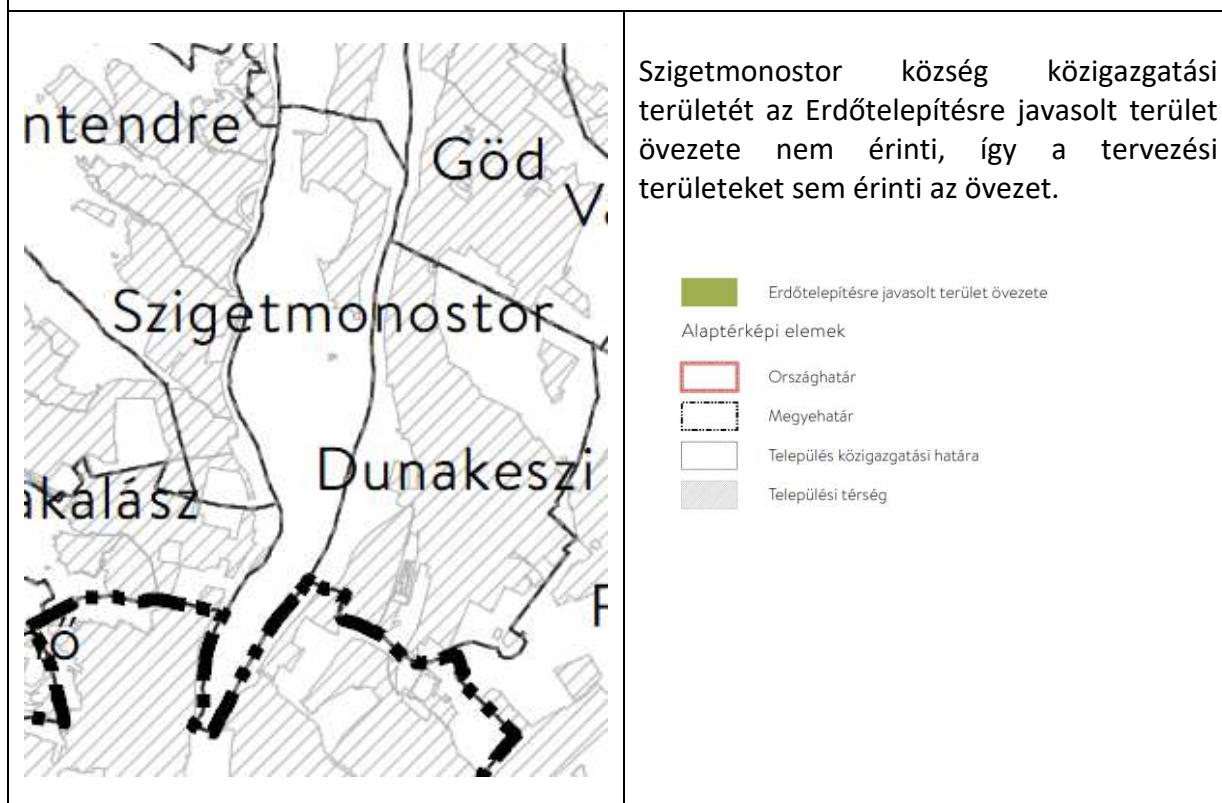 ntendre
Göd
Szigetmonostor
Dunakeszi
akalász
Szigetmonostor község közigazgatási
területét az Erdőtelepítésre javasolt terület
övezete nem érinti, így a tervezési
területeket sem érinti az övezet.
Erdőtelepítésre javasolt terület övezete
Alaptérképi elemek
Országhatár
Megyehatár
Település közigazgatási határa
Települési térség